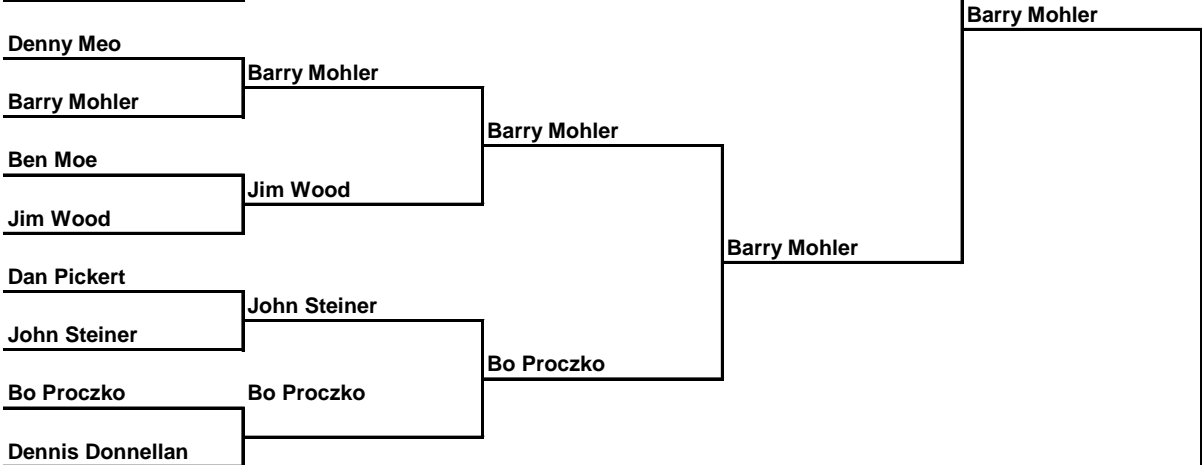 Barry Mohler
Denny Meo
Barry Mohler
Barry Mohler
Barry Mohler
Ben Moe
Jim Wood
Jim Wood
Barry Mohler
Dan Pickert
John Steiner
John Steiner
Bo Proczko
Bo Proczko
Bo Proczko
Dennis Donnellan